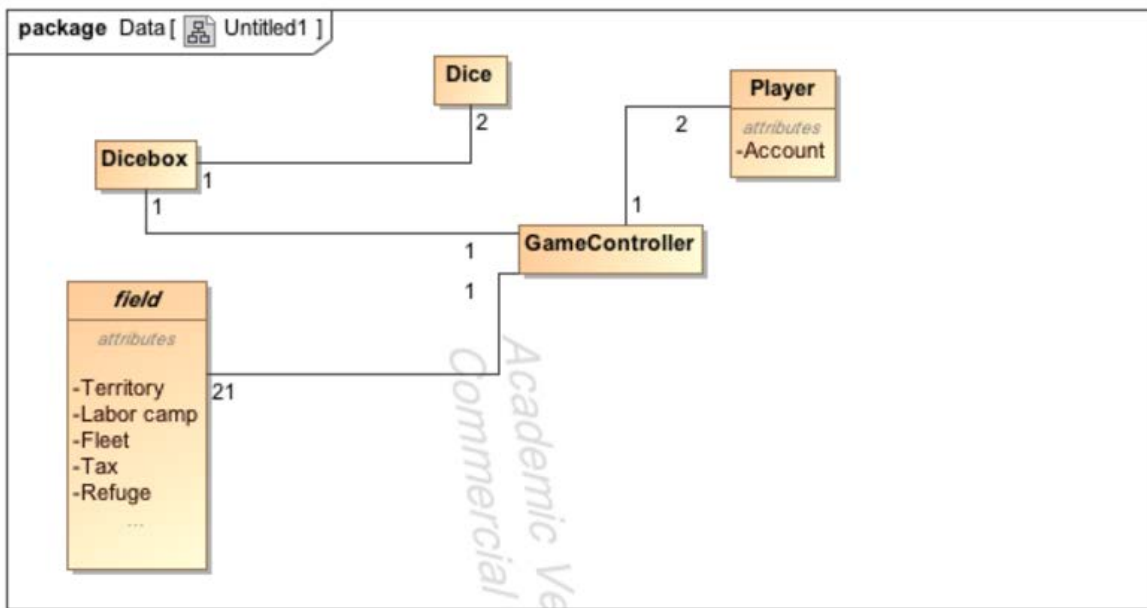 package Data [ Untitled1 ]
Dice
2
Player
attributes
-Account
2
1
Dicebox
1
1
GameController
1
1
field
attributes
-Territory
-Labor camp
-Fleet
-Tax
-Refuge
...
21
Academic Ve
Commercial